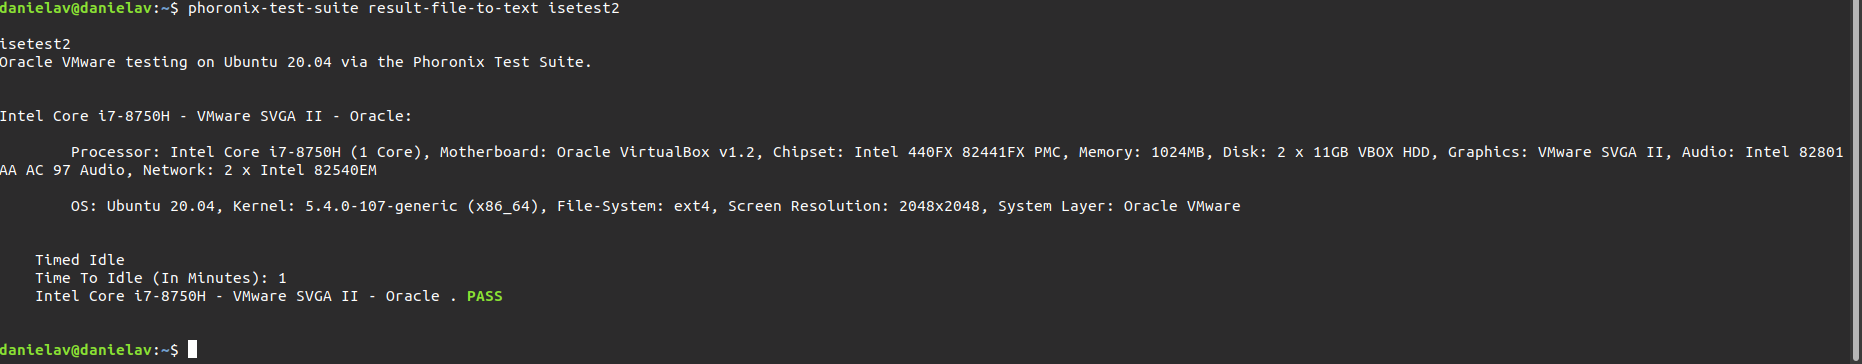 danielav@danielav:~$ phoronix-test-suite result-file-to-text isetest2
isetest2
Oracle VMware testing on Ubuntu 20.04 via the Phoronix Test Suite.
Intel Core i7-8750H - VMware SVGA II - Oracle:
Processor: Intel Core i7-8750H (1 Core), Motherboard: Oracle VirtualBox v1.2, Chipset: Intel 440FX 82441FX PMC, Memory: 1024MB, Disk: 2 x 11GB VBOX HDD, Graphics: VMware SVGA II, Audio: Intel 82801
AA AC 97 Audio, Network: 2 x Intel 82540EM
OS: Ubuntu 20.04, Kernel: 5.4.0-107-generic (x86_64), File-System: ext4, Screen Resolution: 2048x2048, System Layer: Oracle VMware
Timed Idle
Time To Idle (In Minutes): 1
Intel Core i7-8750H - VMware SVGA II - Oracle . PASS
danielav@danielav:~$